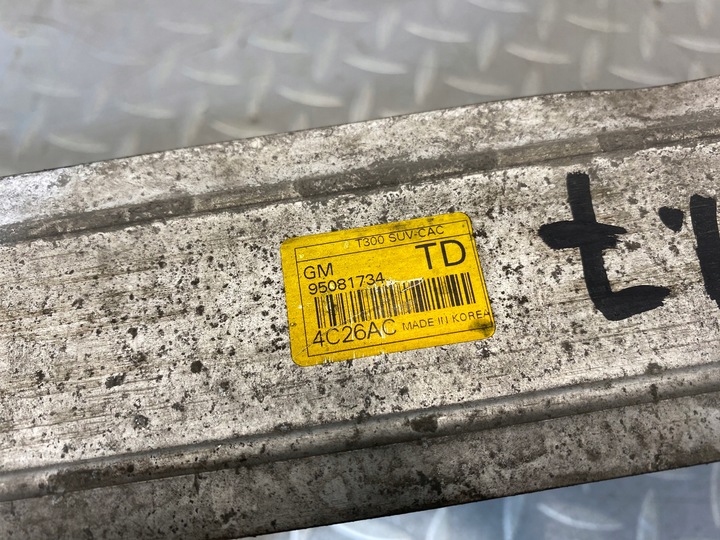 T300 SUV-CAC
GM TD
95081734
4C26AC MADE IN KOREA